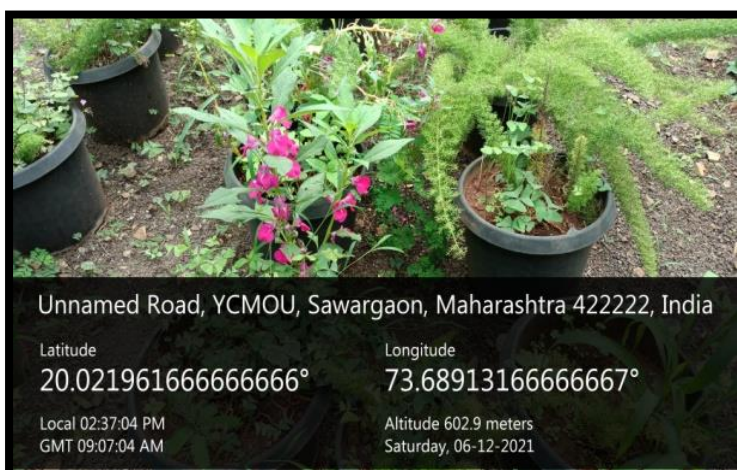 Unnamed Road, YCMOU, Sawargaon, Maharashtra 422222, India
Latitude
20.021961666666666°
Longitude
73.68913166666667°
Local 02:37:04 PM
GMT 09:07:04 AM
Altitude 602.9 meters
Saturday, 06-12-2021